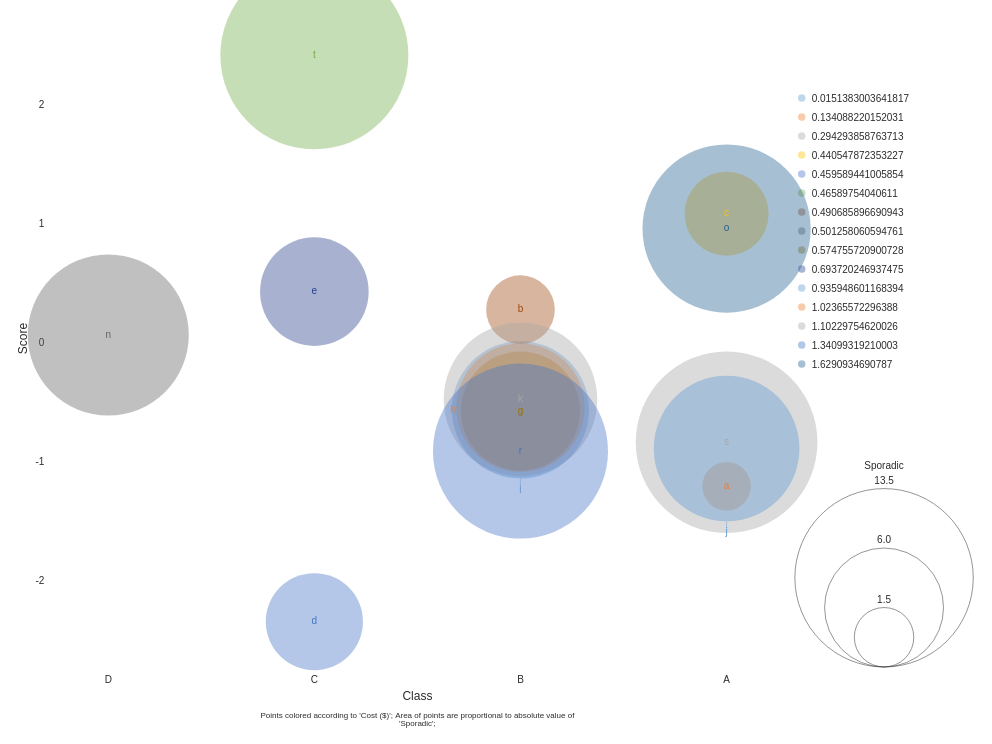 t
2
0.0151383003641817
0.134088220152031
0.294293858763713
0.440547872353227
0.459589441005854
0.46589754040611
0.490685896690943
0.501258060594761
0.574755720900728
0.693720246937475
0.935948601168394
1.02365572296388
1.10229754620026
1.34099319210003
1.6290934690787
c
1
o
e
b
n
0
Score
k
g
s
r
-1
a
j
j
-2
d
Sporadic
13.5
6.0
1.5
D
C
B
A
Class
Points colored according to 'Cost ($)'; Area of points are proportional to absolute value of
'Sporadic';